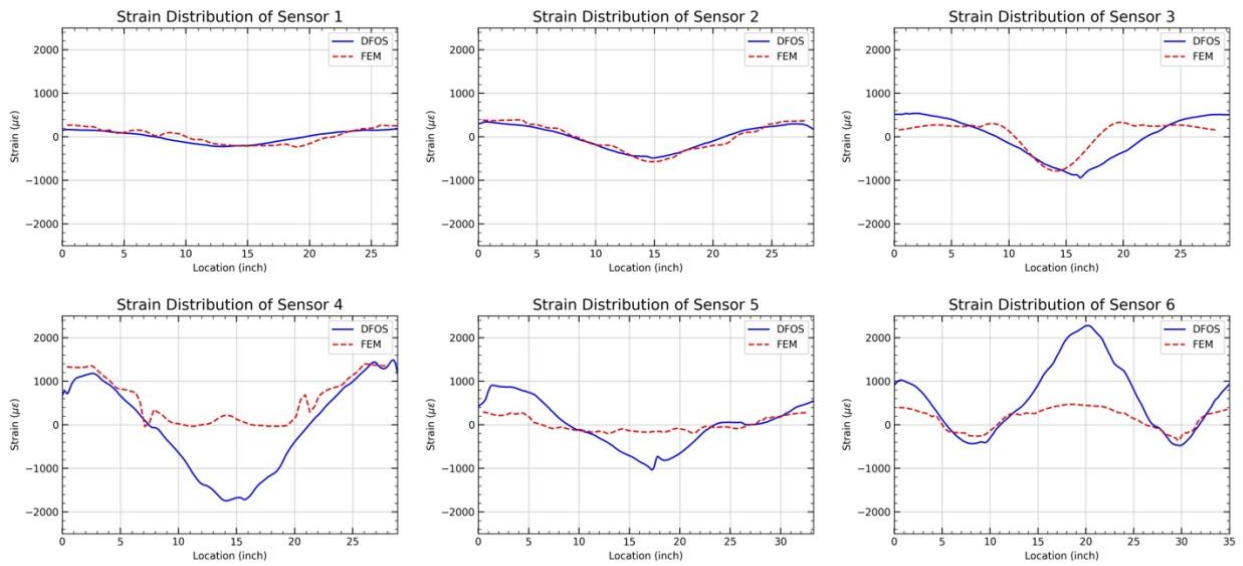 Strain Distribution of Sensor 1
Strain (με)
2000
1000
0
−1000
−2000
DFOS
FEM
0 5 10 15 20 25
Location (inch)
Strain Distribution of Sensor 2
Strain (με)
2000
1000
0
−1000
−2000
DFOS
FEM
0 5 10 15 20 25
Location (inch)
Strain Distribution of Sensor 3
Strain (με)
2000
1000
0
−1000
−2000
DFOS
FEM
0 5 10 15 20 25
Location (inch)
Strain Distribution of Sensor 4
Strain (με)
2000
1000
0
−1000
−2000
DFOS
FEM
0 5 10 15 20 25
Location (inch)
Strain Distribution of Sensor 5
Strain (με)
2000
1000
0
−1000
−2000
DFOS
FEM
0 5 10 15 20 25 30
Location (inch)
Strain Distribution of Sensor 6
Strain (με)
2000
1000
0
−1000
−2000
DFOS
FEM
0 5 10 15 20 25 30 35
Location (inch)